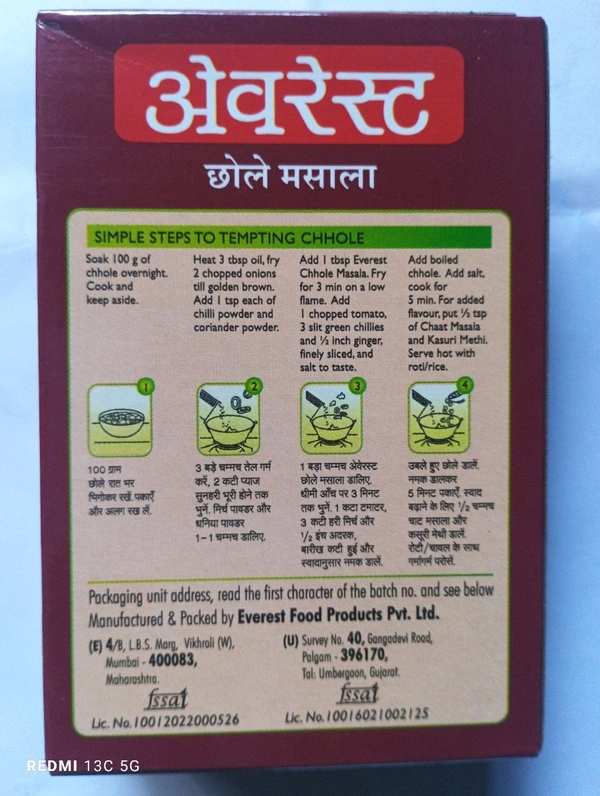 अेवरेस्ट
छोले मसाला
SIMPLE STEPS TO TEMPTING CHHOLE
Soak 100 g of
chhole overnight.
Cook and
keep aside.
Heat 3 tbsp oil, fry
2 chopped onions
till golden brown.
Add 1 tsp each of
chilli powder and
coriander powder.
Add 1 tbsp Everest
Chhole Masala. Fry
for 3 min on a low
flame. Add
1 chopped tomato,
3 slit green chillies
and ½ inch ginger,
finely sliced, and
salt to taste.
Add boiled
chhole. Add salt,
cook for
5 min. For added
flavour, put ½ tsp
of Chaat Masala
and Kasuri Methi.
Serve hot with
roti/rice.
1
2
3
4
100 ग्राम
छोले रात भर
भिगोकर रखें. पकाएँ
और अलग रख लें.
3 बड़े चम्मच तेल गर्म
करें, 2 कटी प्याज
सुनहरी भूरी होने तक
भुनें. मिर्च पावडर और
धनिया पावडर
1-1 चम्मच डालिए.
1 बड़ा चम्मच अेवेरेस्ट
छोले मसाला डालिए.
धीमी आँच पर 3 मिनट
तक भुनें. 1 कटा टमाटर,
3 कटी हरी मिर्च और
½ इंच अदरक,
बारीख कटी हुई और
स्वादानुसार नमक डालें.
उबले हुए छोले डालें.
नमक डालकर
5 मिनट पकाएँ. स्वाद
बढ़ाने के लिए ½ चम्मच
चाट मसाला और
कसूरी मेथी डालें.
रोटी/चावल के साथ
गर्मागर्म परोसें.
Packaging unit address, read the first character of the batch no. and see below
Manufactured & Packed by Everest Food Products Pvt. Ltd.
(E) 4/B, L.B.S. Marg, Vikhroli (W),
Mumbai - 400083,
Maharashtra.
fssai
Lic. No.10012022000526
(U) Survey No. 40, Gangadevi Road,
Palgam - 396170,
Tal: Umbergaon, Gujarat.
fssai
Lic. No.10016021002125
REDMI 13C 5G